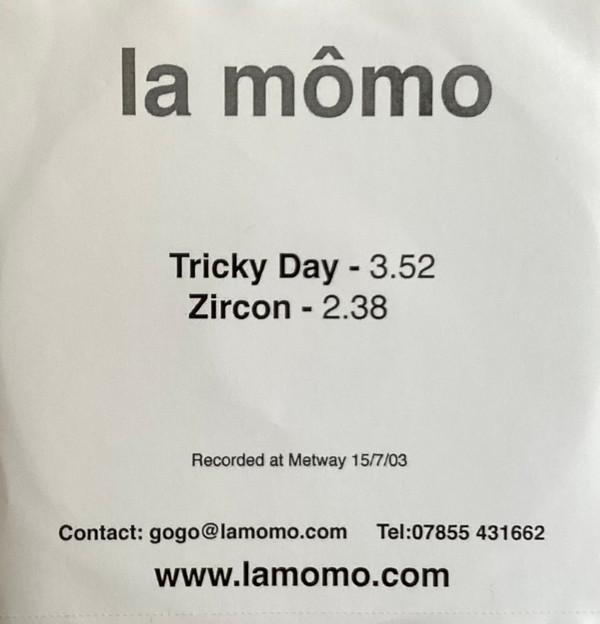 la mômo
Tricky Day - 3.52
Zircon - 2.38
Recorded at Metway 15/7/03
Contact: gogo@lamomo.com Tel:07855 431662
www.lamomo.com